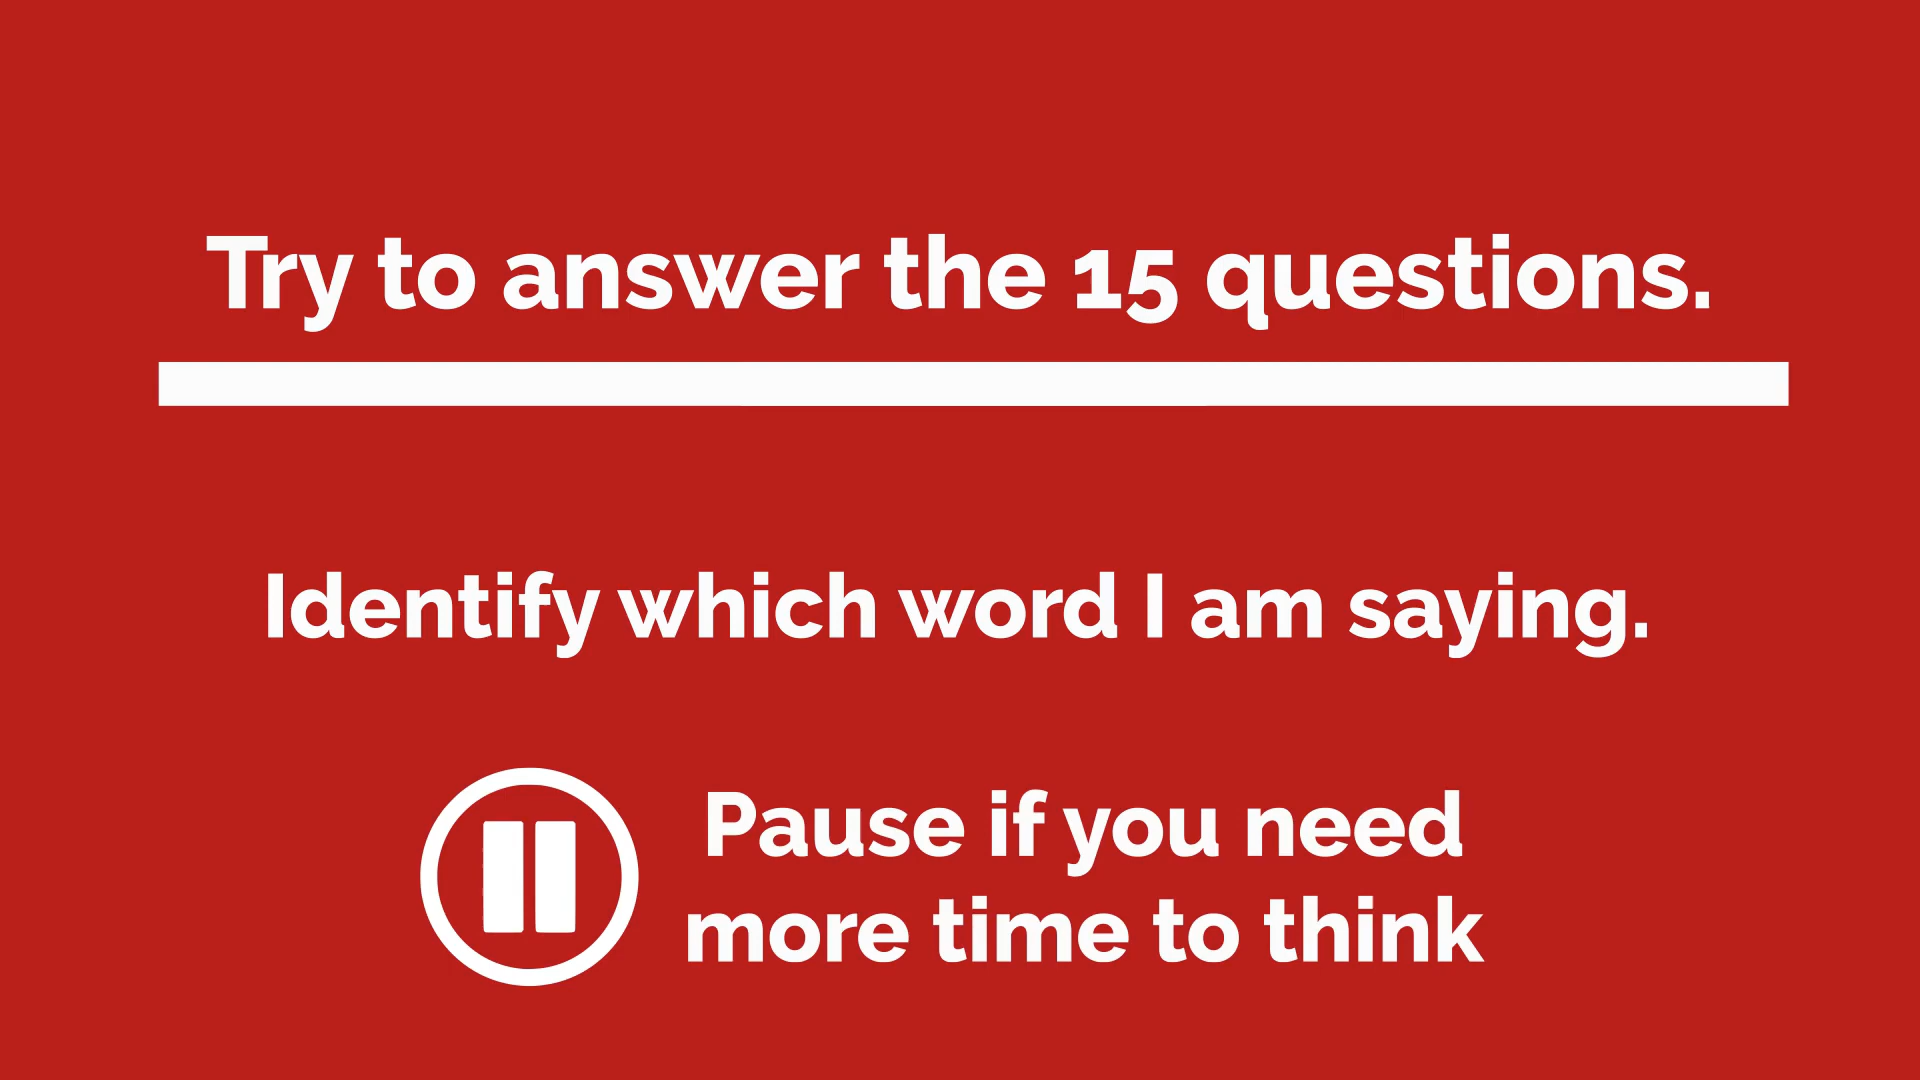 Try to answer the 15 questions.
Identify which word I am saying.
Pause if you need
more time to think